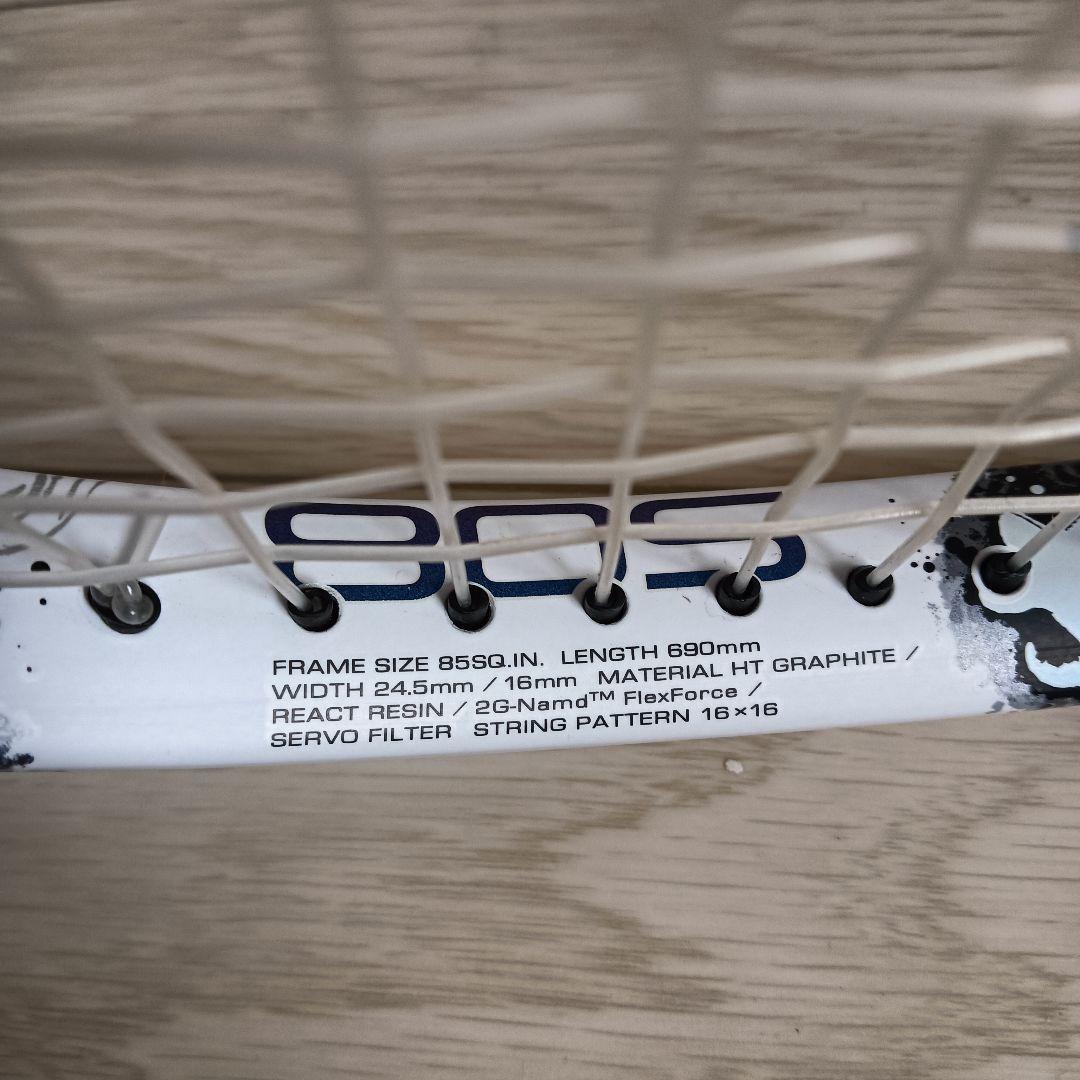 80S
FRAME SIZE 85SQ.IN. LENGTH 690mm
WIDTH 24.5mm / 16mm MATERIAL HT GRAPHITE /
REACT RESIN / 2G-Namd™ FlexForce /
SERVO FILTER STRING PATTERN 16×16